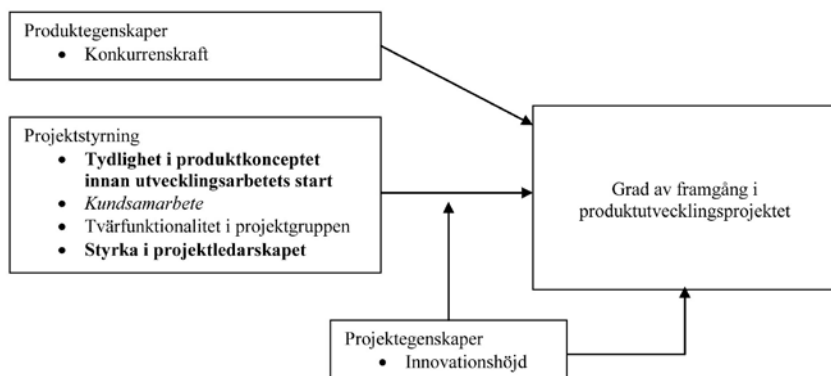 Produktegenskaper
• Konkurrenskraft
Projektstyrning
• Tydlighet i produktkonceptet
innan utvecklingsarbetets start
• Kundsamarbete
• Tvärfunktionalitet i projektgruppen
• Styrka i projektledarskapet
Grad av framgång i
produktutvecklingsprojektet
Projektegenskaper
• Innovationshöjd